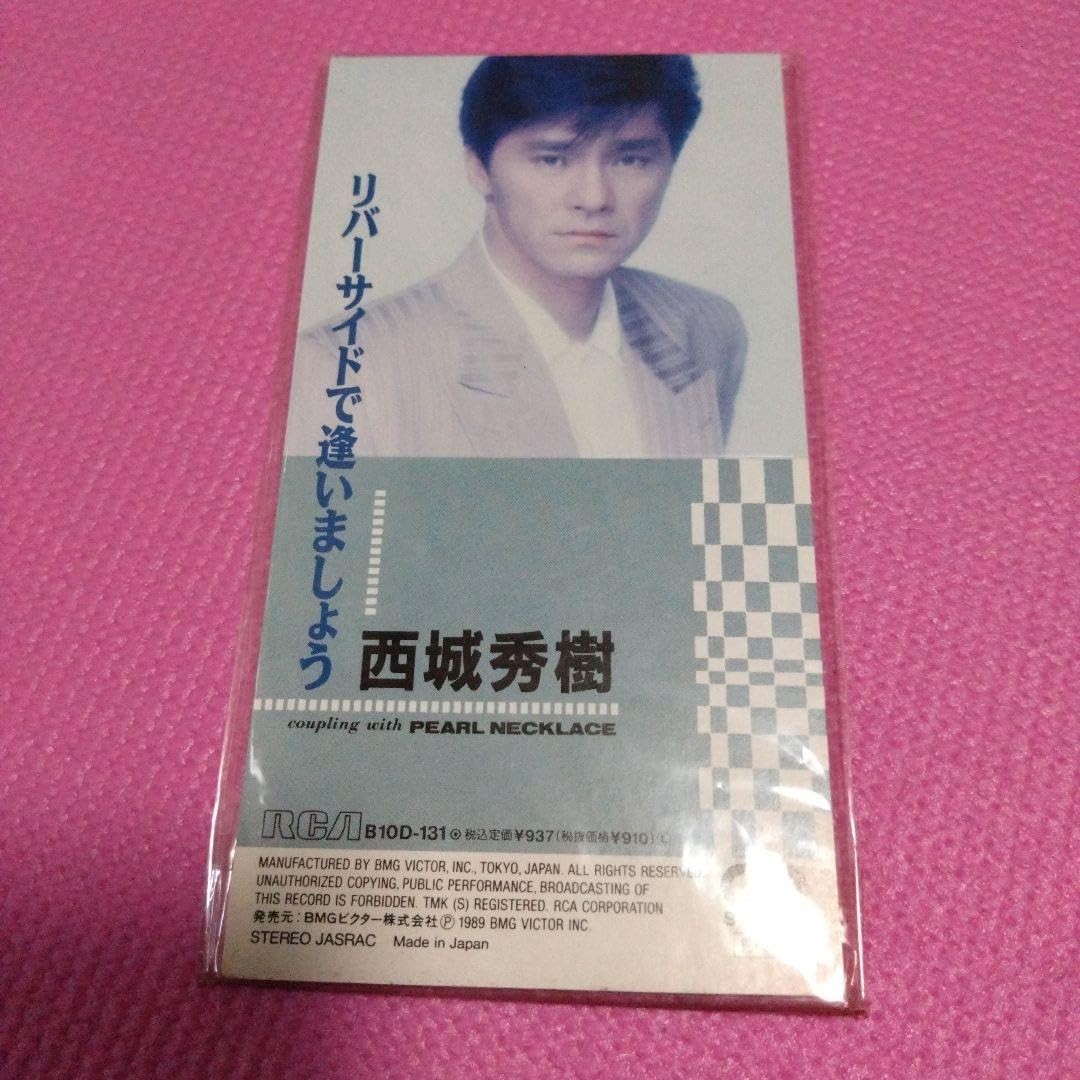 リバーサイドで逢いましょう
西城秀樹
coupling with PEARL NECKLACE
RCA B10D-131 税込定価¥937(税抜価格¥910)
MANUFACTURED BY BMG VICTOR, INC., TOKYO, JAPAN. ALL RIGHTS RESERVED.
UNAUTHORIZED COPYING, PUBLIC PERFORMANCE, BROADCASTING OF
THIS RECORD IS FORBIDDEN. TMK (S) REGISTERED. RCA CORPORATION
発売元:BMGビクター株式会社Ⓟ 1989 BMG VICTOR INC.
STEREO JASRAC Made in Japan